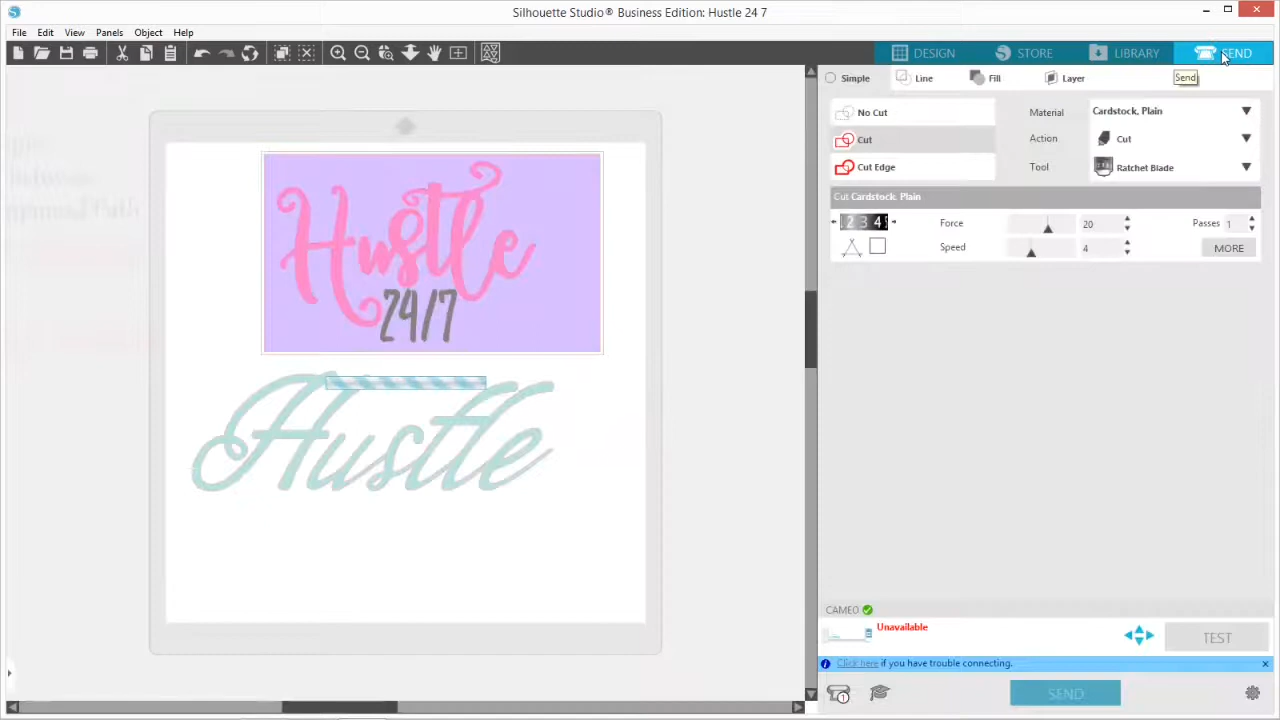 Silhouette Studio® Business Edition: Hustle 24 7
File Edit View Panels Object Help
DESIGN STORE LIBRARY SEND
Simple Line Fill Layer Send
No Cut Material Cardstock, Plain
Cut Action Cut
Cut Edge Tool Ratchet Blade
Cut Cardstock, Plain
1 2 3 4 Force 20 Passes 1
Speed 4 MORE
Hustle
24/7
Hustle
CAMEO
Unavailable
TEST
Click here if you have trouble connecting.
1 SEND